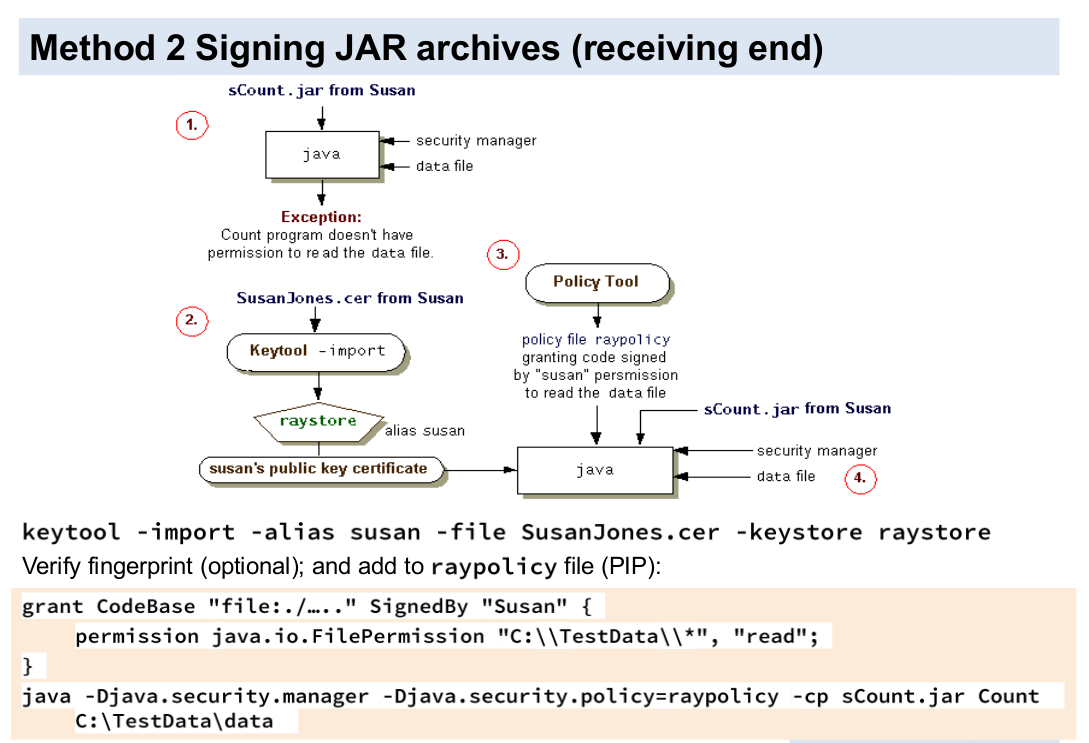 Method 2 Signing JAR archives (receiving end)
sCount.jar from Susan
1.
java
security manager
data file
Exception:
Count program doesn't have
permission to read the data file.
3.
Policy Tool
SusanJones.cer from Susan
2.
Keytool -import
policy file raypolicy
granting code signed
by "susan" persmission
to read the data file
raystore
alias susan
sCount.jar from Susan
susan's public key certificate
java
security manager
data file
4.
keytool -import -alias susan -file SusanJones.cer -keystore raystore
Verify fingerprint (optional); and add to raypolicy file (PIP):
grant CodeBase "file:./….." SignedBy "Susan" {
permission java.io.FilePermission "C:\\TestData\\*", "read";
}
java -Djava.security.manager -Djava.security.policy=raypolicy -cp sCount.jar Count
C:\TestData\data